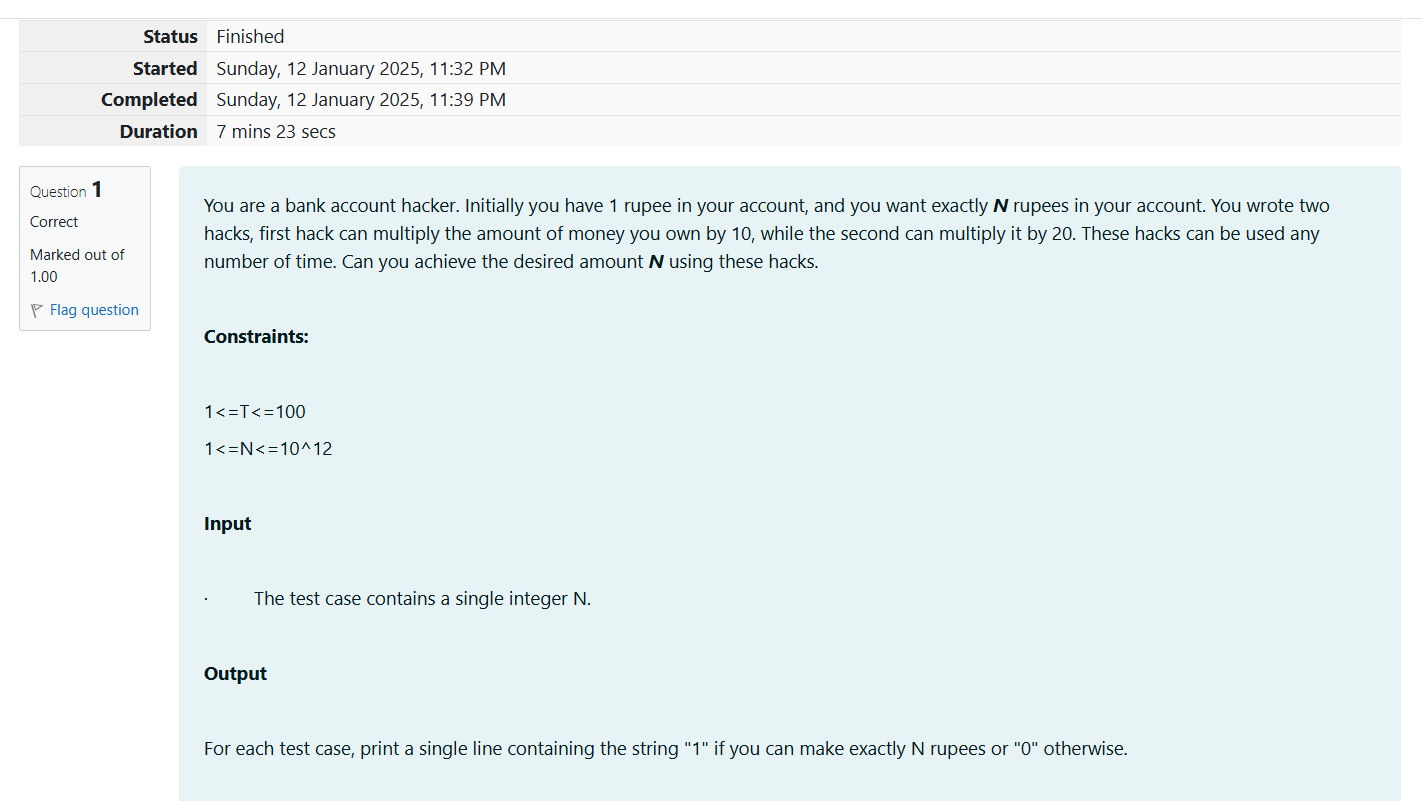 Status Finished
Started Sunday, 12 January 2025, 11:32 PM
Completed Sunday, 12 January 2025, 11:39 PM
Duration 7 mins 23 secs
Question 1
Correct
Marked out of
1.00
Flag question
You are a bank account hacker. Initially you have 1 rupee in your account, and you want exactly N rupees in your account. You wrote two
hacks, first hack can multiply the amount of money you own by 10, while the second can multiply it by 20. These hacks can be used any
number of time. Can you achieve the desired amount N using these hacks.
Constraints:
1<=T<=100
1<=N<=10^12
Input
· The test case contains a single integer N.
Output
For each test case, print a single line containing the string "1" if you can make exactly N rupees or "0" otherwise.